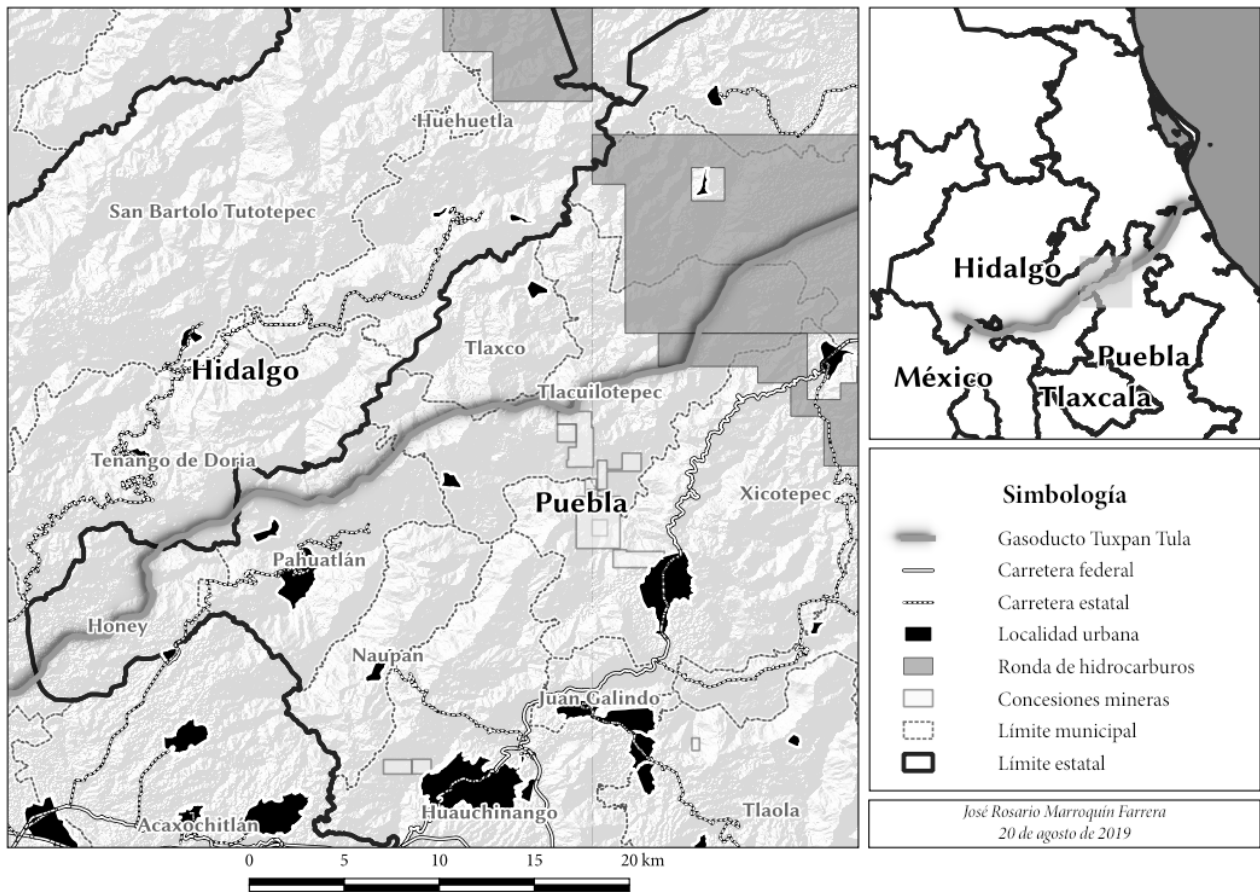 Huehuetla
San Bartolo Tutotepec
Tlaxco
Hidalgo
Tlacuilotepec
Tenango de Doria
Puebla
Xicotepec
Pahuatlán
Honey
Naupan
Juan Galindo
Acaxochitlán
Huauchinango
Tlaola
0 5 10 15 20 km
Hidalgo
Puebla
México
Tlaxcala
Simbología
Gasoducto Tuxpan Tula
Carretera federal
Carretera estatal
Localidad urbana
Ronda de hidrocarburos
Concesiones mineras
Límite municipal
Límite estatal
José Rosario Marroquín Farrera
20 de agosto de 2019